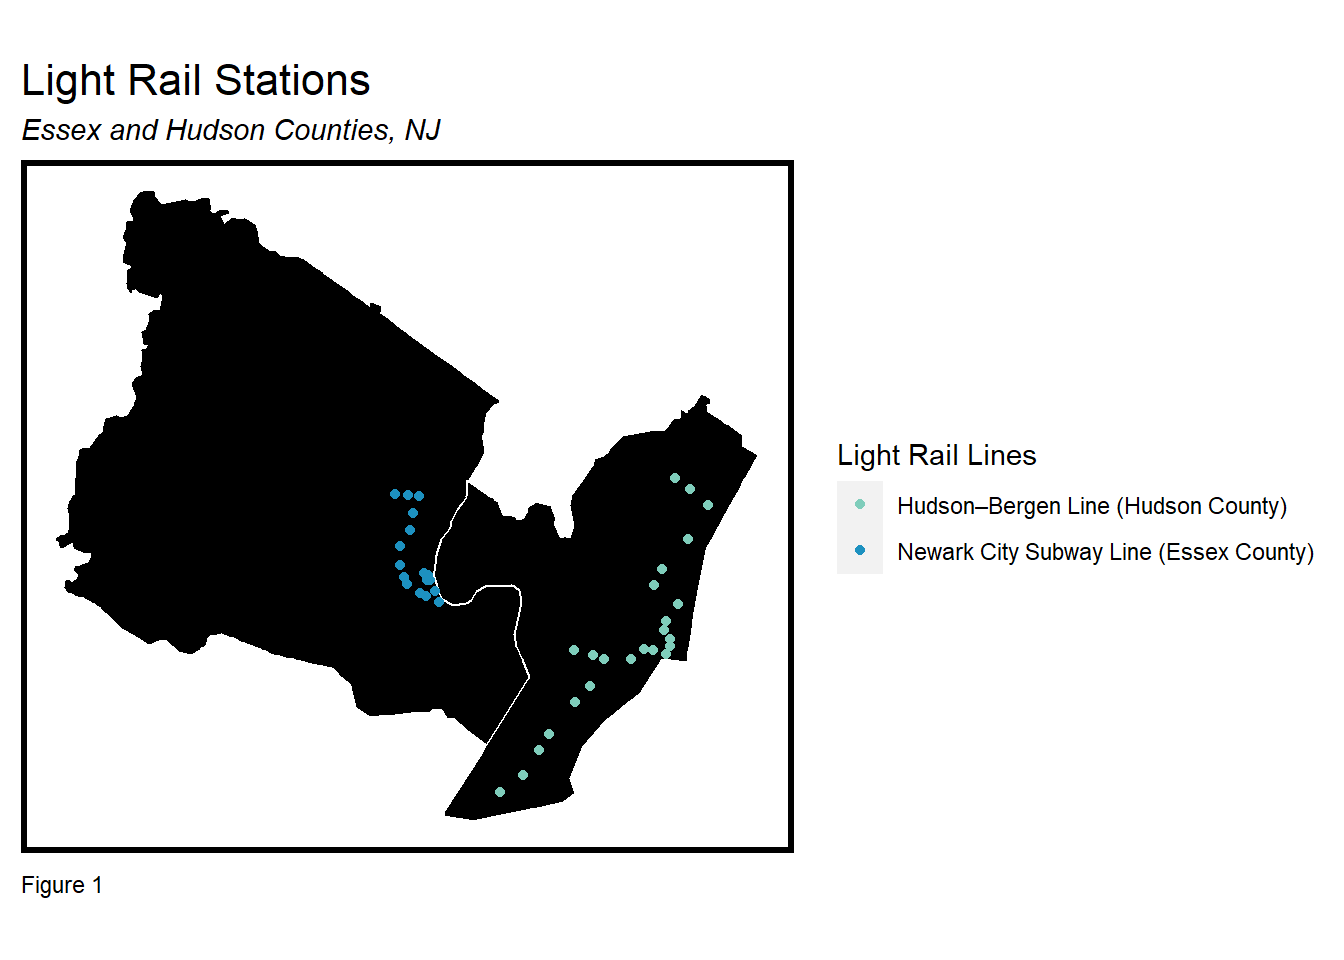 Light Rail Stations
Essex and Hudson Counties, NJ
Light Rail Lines
Hudson–Bergen Line (Hudson County)
Newark City Subway Line (Essex County)
Figure 1